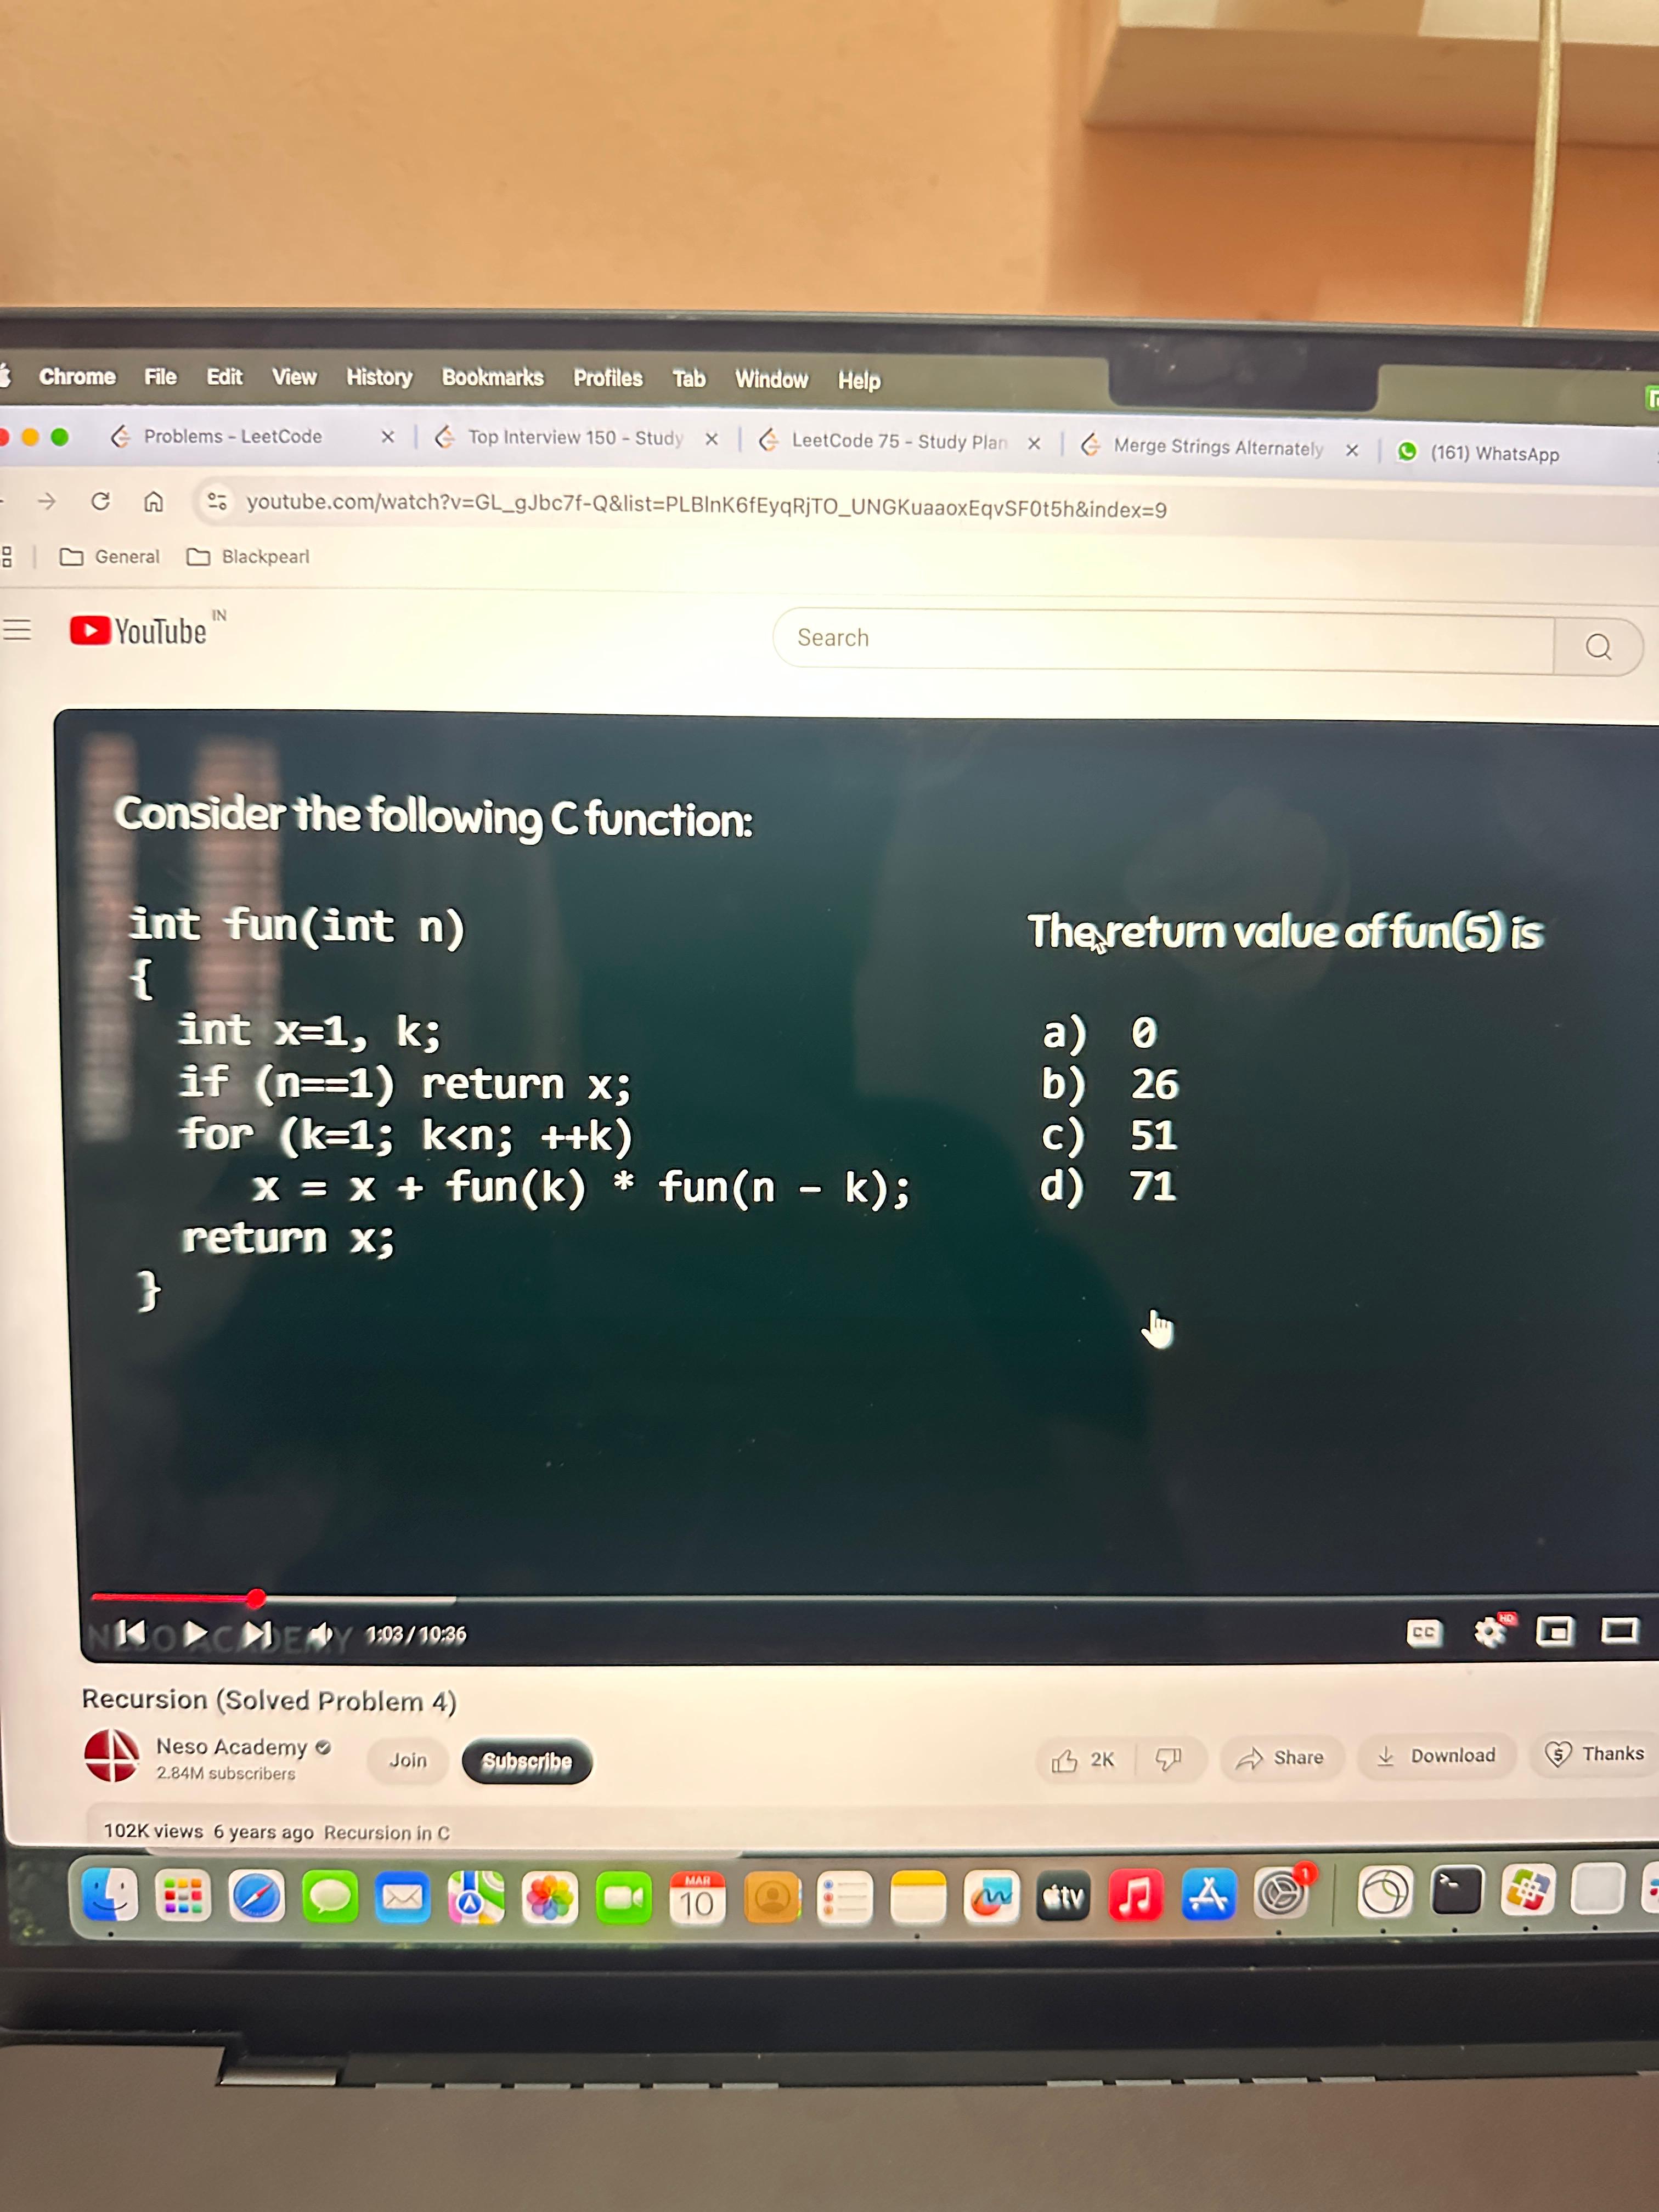 Chrome File Edit View History Bookmarks Profiles Tab Window Help
Problems - LeetCode
Top Interview 150 - Study
LeetCode 75 - Study Plan
Merge Strings Alternately
(161) WhatsApp
youtube.com/watch?v=GL_gJbc7f-Q&list=PLBlnK6fEyqRjTO_UNGKuaaoxEqvSF0t5h&index=9
General Blackpearl
YouTube IN
Search
Consider the following C function:
int fun(int n)
{
int x=1, k;
if (n==1) return x;
for (k=1; k<n; ++k)
x = x + fun(k) * fun(n - k);
return x;
}
The return value of fun(5) is
a) 0
b) 26
c) 51
d) 71
NESO ACADEMY
1:03 / 10:36
CC
HD
Recursion (Solved Problem 4)
Neso Academy
2.84M subscribers
Join
Subscribe
2K
Share
Download
Thanks
102K views 6 years ago Recursion in C
MAR
10
tv
1